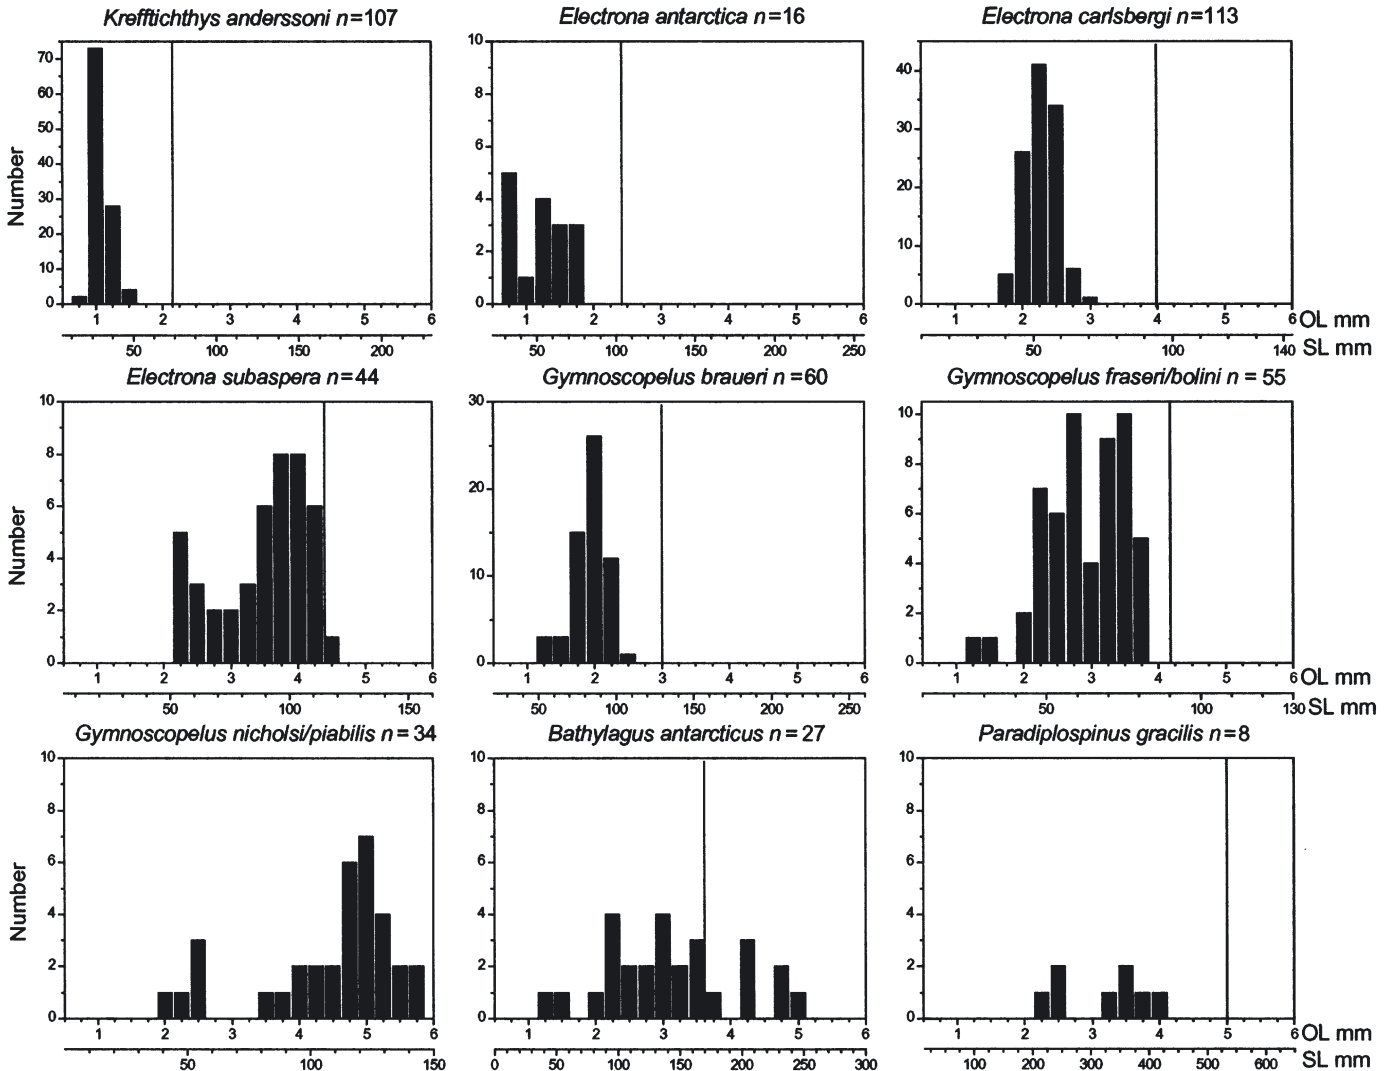 Krefftichthys anderssoni n=107
Electrona antarctica n=16
Electrona carlsbergi n=113
Number
70
60
50
40
30
20
10
0
1 2 3 4 5 6
50 100 150 200
10
8
6
4
2
0
1 2 3 4 5 6
50 100 150 200 250
40
30
20
10
0
1 2 3 4 5 6 OL mm
50 100 140 SL mm
Electrona subaspera n=44
Gymnoscopelus braueri n=60
Gymnoscopelus fraseri/bolini n = 55
Number
10
8
6
4
2
0
1 2 3 4 5 6
50 100 150
30
20
10
0
1 2 3 4 5 6
50 100 150 200 250
10
8
6
4
2
0
1 2 3 4 5 6 OL mm
50 100 130 SL mm
Gymnoscopelus nicholsi/piabilis n= 34
Bathylagus antarcticus n= 27
Paradiplospinus gracilis n=8
Number
10
8
6
4
2
0
1 2 3 4 5 6
50 100 150
10
8
6
4
2
0
0 1 2 3 4 5 6
0 50 100 150 200 250 300
10
8
6
4
2
0
1 2 3 4 5 6 OL mm
100 200 300 400 500 600 SL mm